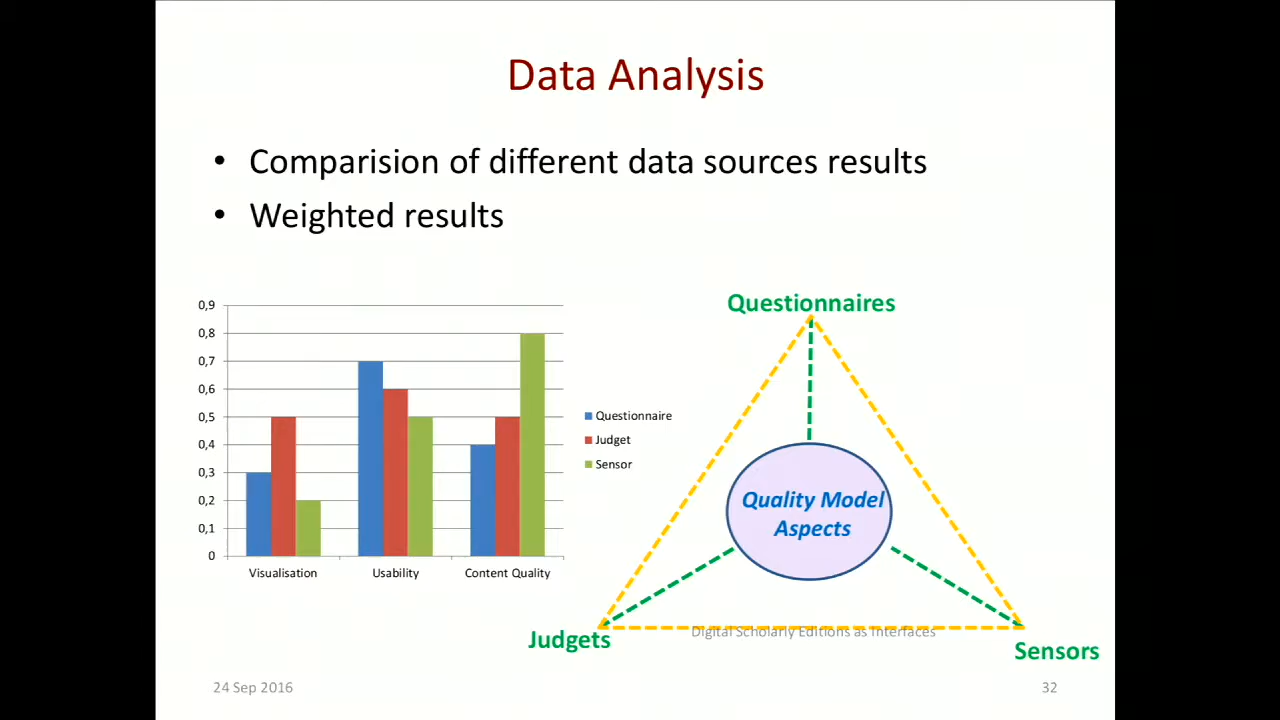 Data Analysis
• Comparision of different data sources results
• Weighted results
0,9
0,8
0,7
0,6
0,5
0,4
0,3
0,2
0,1
0
Visualisation Usability Content Quality
Questionnaire
Judget
Sensor
Questionnaires
Quality Model
Aspects
Judgets
Sensors
Digital Scholarly Editions as Interfaces
24 Sep 2016
32